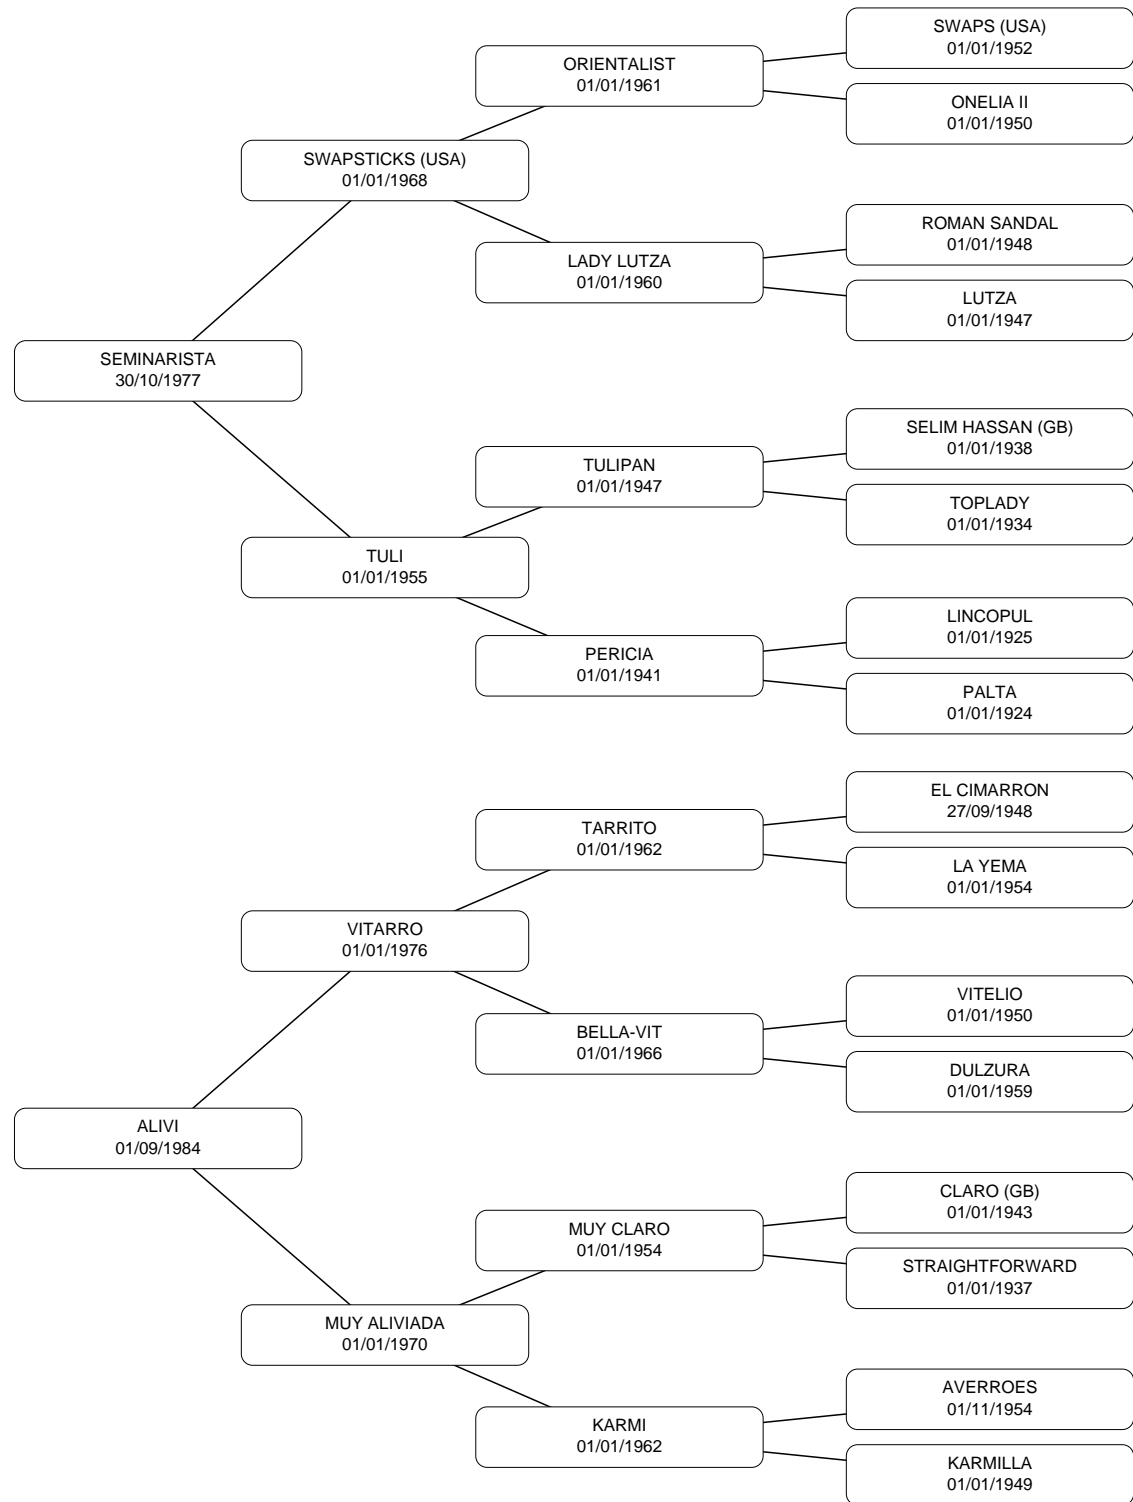 SWAPS (USA)
01/01/1952
ORIENTALIST
01/01/1961
ONELIA II
01/01/1950
SWAPSTICKS (USA)
01/01/1968
ROMAN SANDAL
01/01/1948
LADY LUTZA
01/01/1960
LUTZA
01/01/1947
SEMINARISTA
30/10/1977
SELIM HASSAN (GB)
01/01/1938
TULIPAN
01/01/1947
TOPLADY
01/01/1934
TULI
01/01/1955
LINCOPUL
01/01/1925
PERICIA
01/01/1941
PALTA
01/01/1924
EL CIMARRON
27/09/1948
TARRITO
01/01/1962
LA YEMA
01/01/1954
VITARRO
01/01/1976
VITELIO
01/01/1950
BELLA-VIT
01/01/1966
DULZURA
01/01/1959
ALIVI
01/09/1984
CLARO (GB)
01/01/1943
MUY CLARO
01/01/1954
STRAIGHTFORWARD
01/01/1937
MUY ALIVIADA
01/01/1970
AVERROES
01/11/1954
KARMI
01/01/1962
KARMILLA
01/01/1949